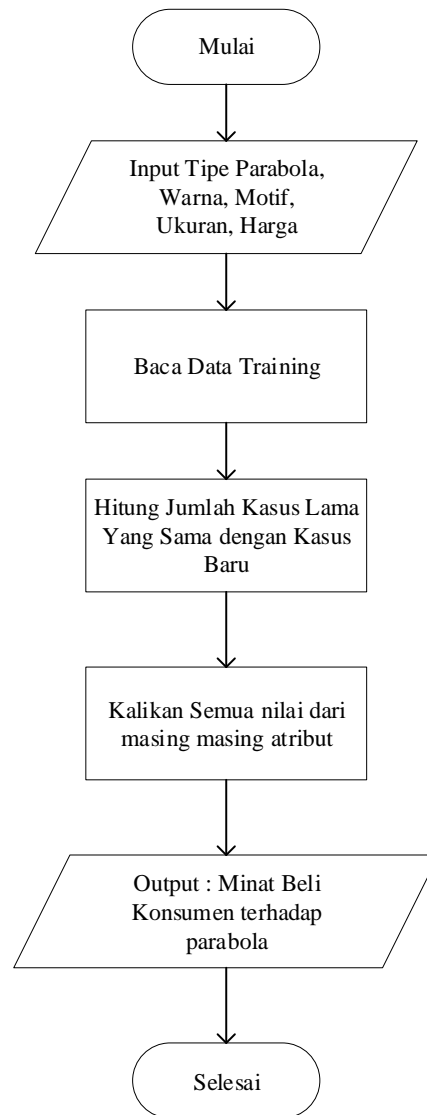 Mulai
Input Tipe Parabola,
Warna, Motif,
Ukuran, Harga
Baca Data Training
Hitung Jumlah Kasus Lama
Yang Sama dengan Kasus
Baru
Kalikan Semua nilai dari
masing masing atribut
Output : Minat Beli
Konsumen terhadap
parabola
Selesai